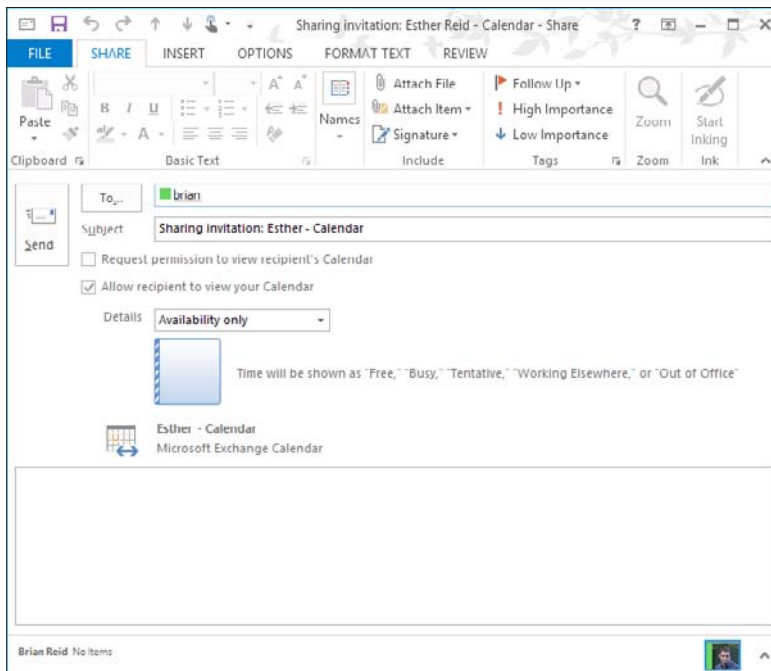 Sharing invitation: Esther Reid - Calendar - Share ?
FILE SHARE INSERT OPTIONS FORMAT TEXT REVIEW
Paste
B I U
A
A A
Names
Attach File
Attach Item
Signature
Follow Up
High Importance
Low Importance
Zoom
Start Inking
Clipboard Basic Text Include Tags Zoom Ink
Send
To... brian
Subject Sharing invitation: Esther - Calendar
Request permission to view recipient's Calendar
Allow recipient to view your Calendar
Details Availability only
Time will be shown as "Free," "Busy," "Tentative," "Working Elsewhere," or "Out of Office"
Esther - Calendar
Microsoft Exchange Calendar
Brian Reid No Items